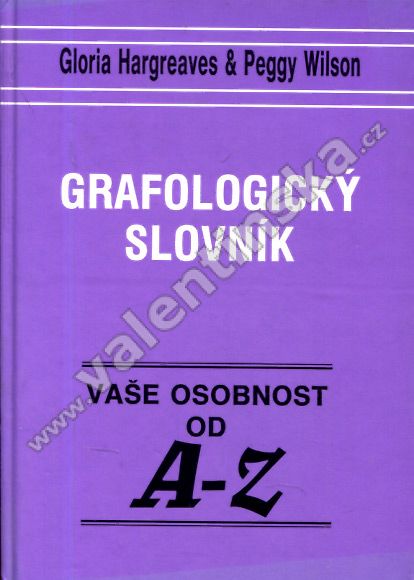 Gloria Hargreaves & Peggy Wilson
GRAFOLOGICKÝ
SLOVNÍK
www.valentinska.cz
VAŠE OSOBNOST
OD
A-Z